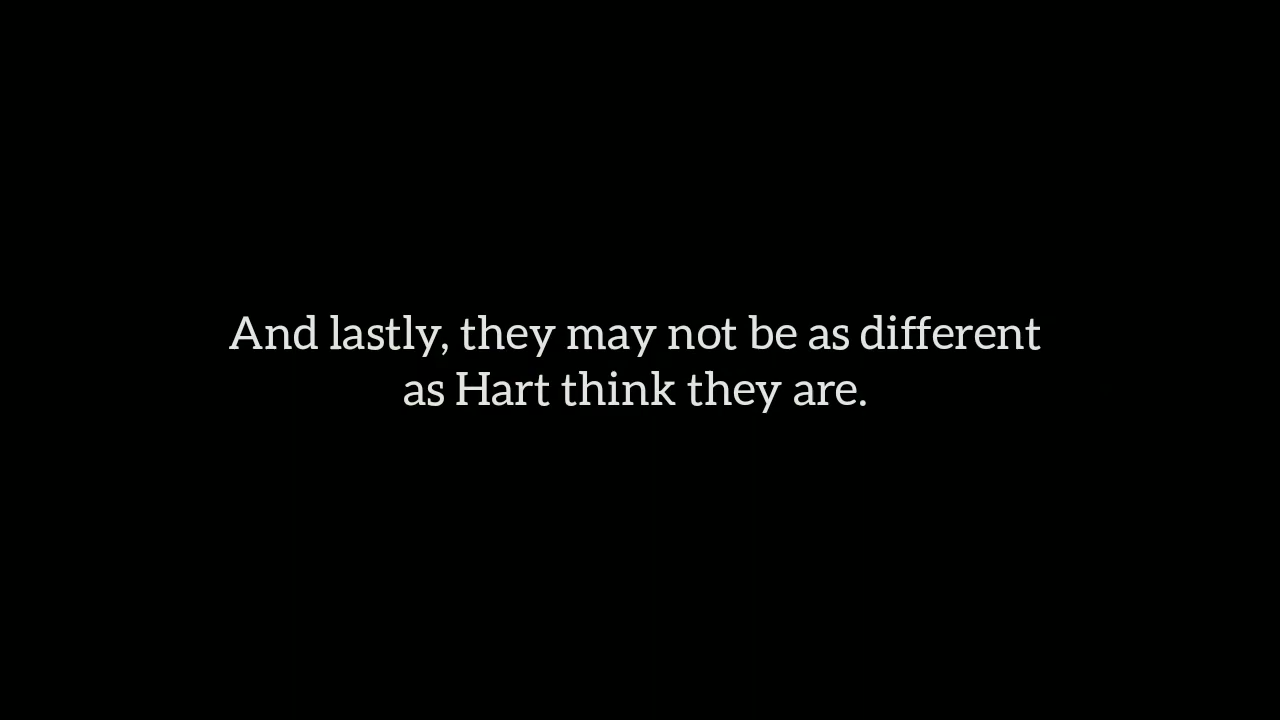 And lastly, they may not be as different
as Hart think they are.